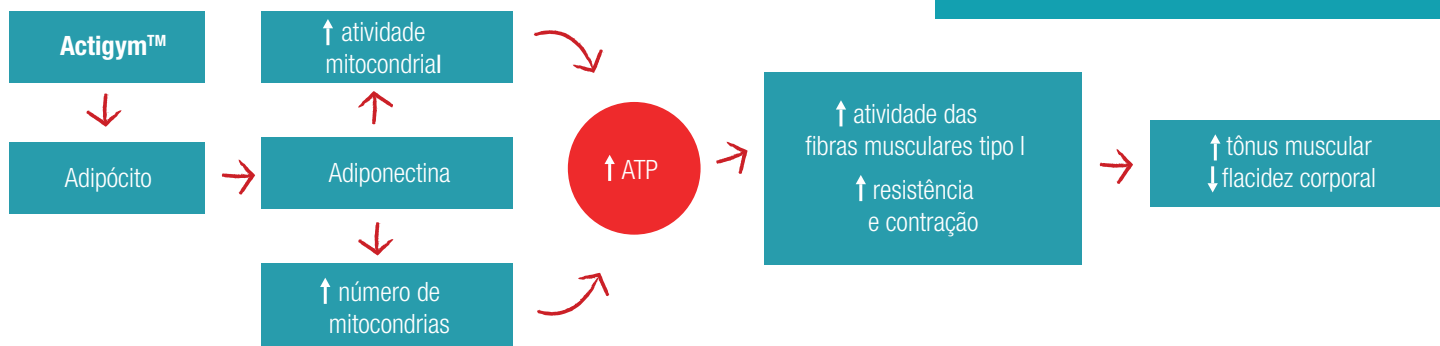 Actigym™
Adipócito
↑ atividade
mitocondrial
Adiponectina
↑ número de
mitocondrias
↑ ATP
↑ atividade das
fibras musculares tipo I
↑ resistência
e contração
↑ tônus muscular
↓ flacidez corporal